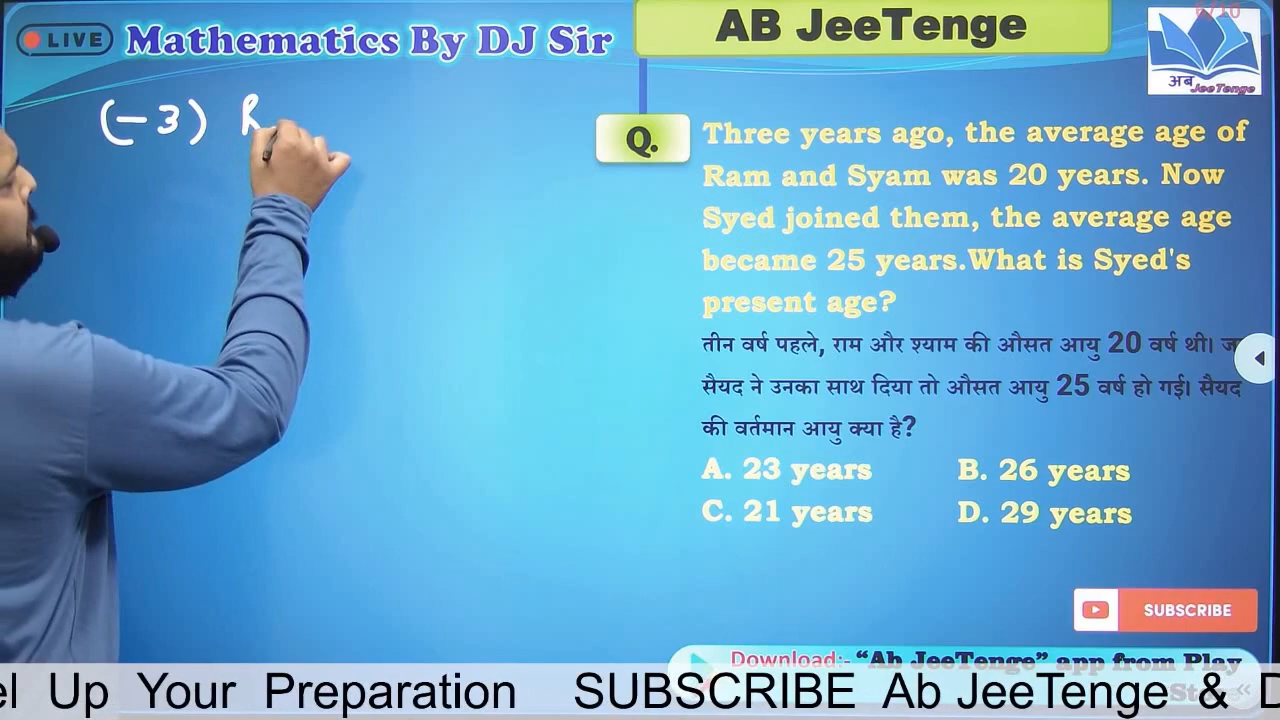 LIVE
Mathematics By DJ Sir
AB JeeTenge
अब JeeTenge
(-3) R
Q.
Three years ago, the average age of
Ram and Syam was 20 years. Now
Syed joined them, the average age
became 25 years.What is Syed's
present age?
तीन वर्ष पहले, राम और श्याम की औसत आयु 20 वर्ष थी।
सैयद ने उनका साथ दिया तो औसत आयु 25 वर्ष हो गई। सैयद
की वर्तमान आयु क्या है?
A. 23 years B. 26 years
C. 21 years D. 29 years
SUBSCRIBE
Download:- “Ab JeeTenge” app from Play
Up Your Preparation SUBSCRIBE Ab JeeTenge &